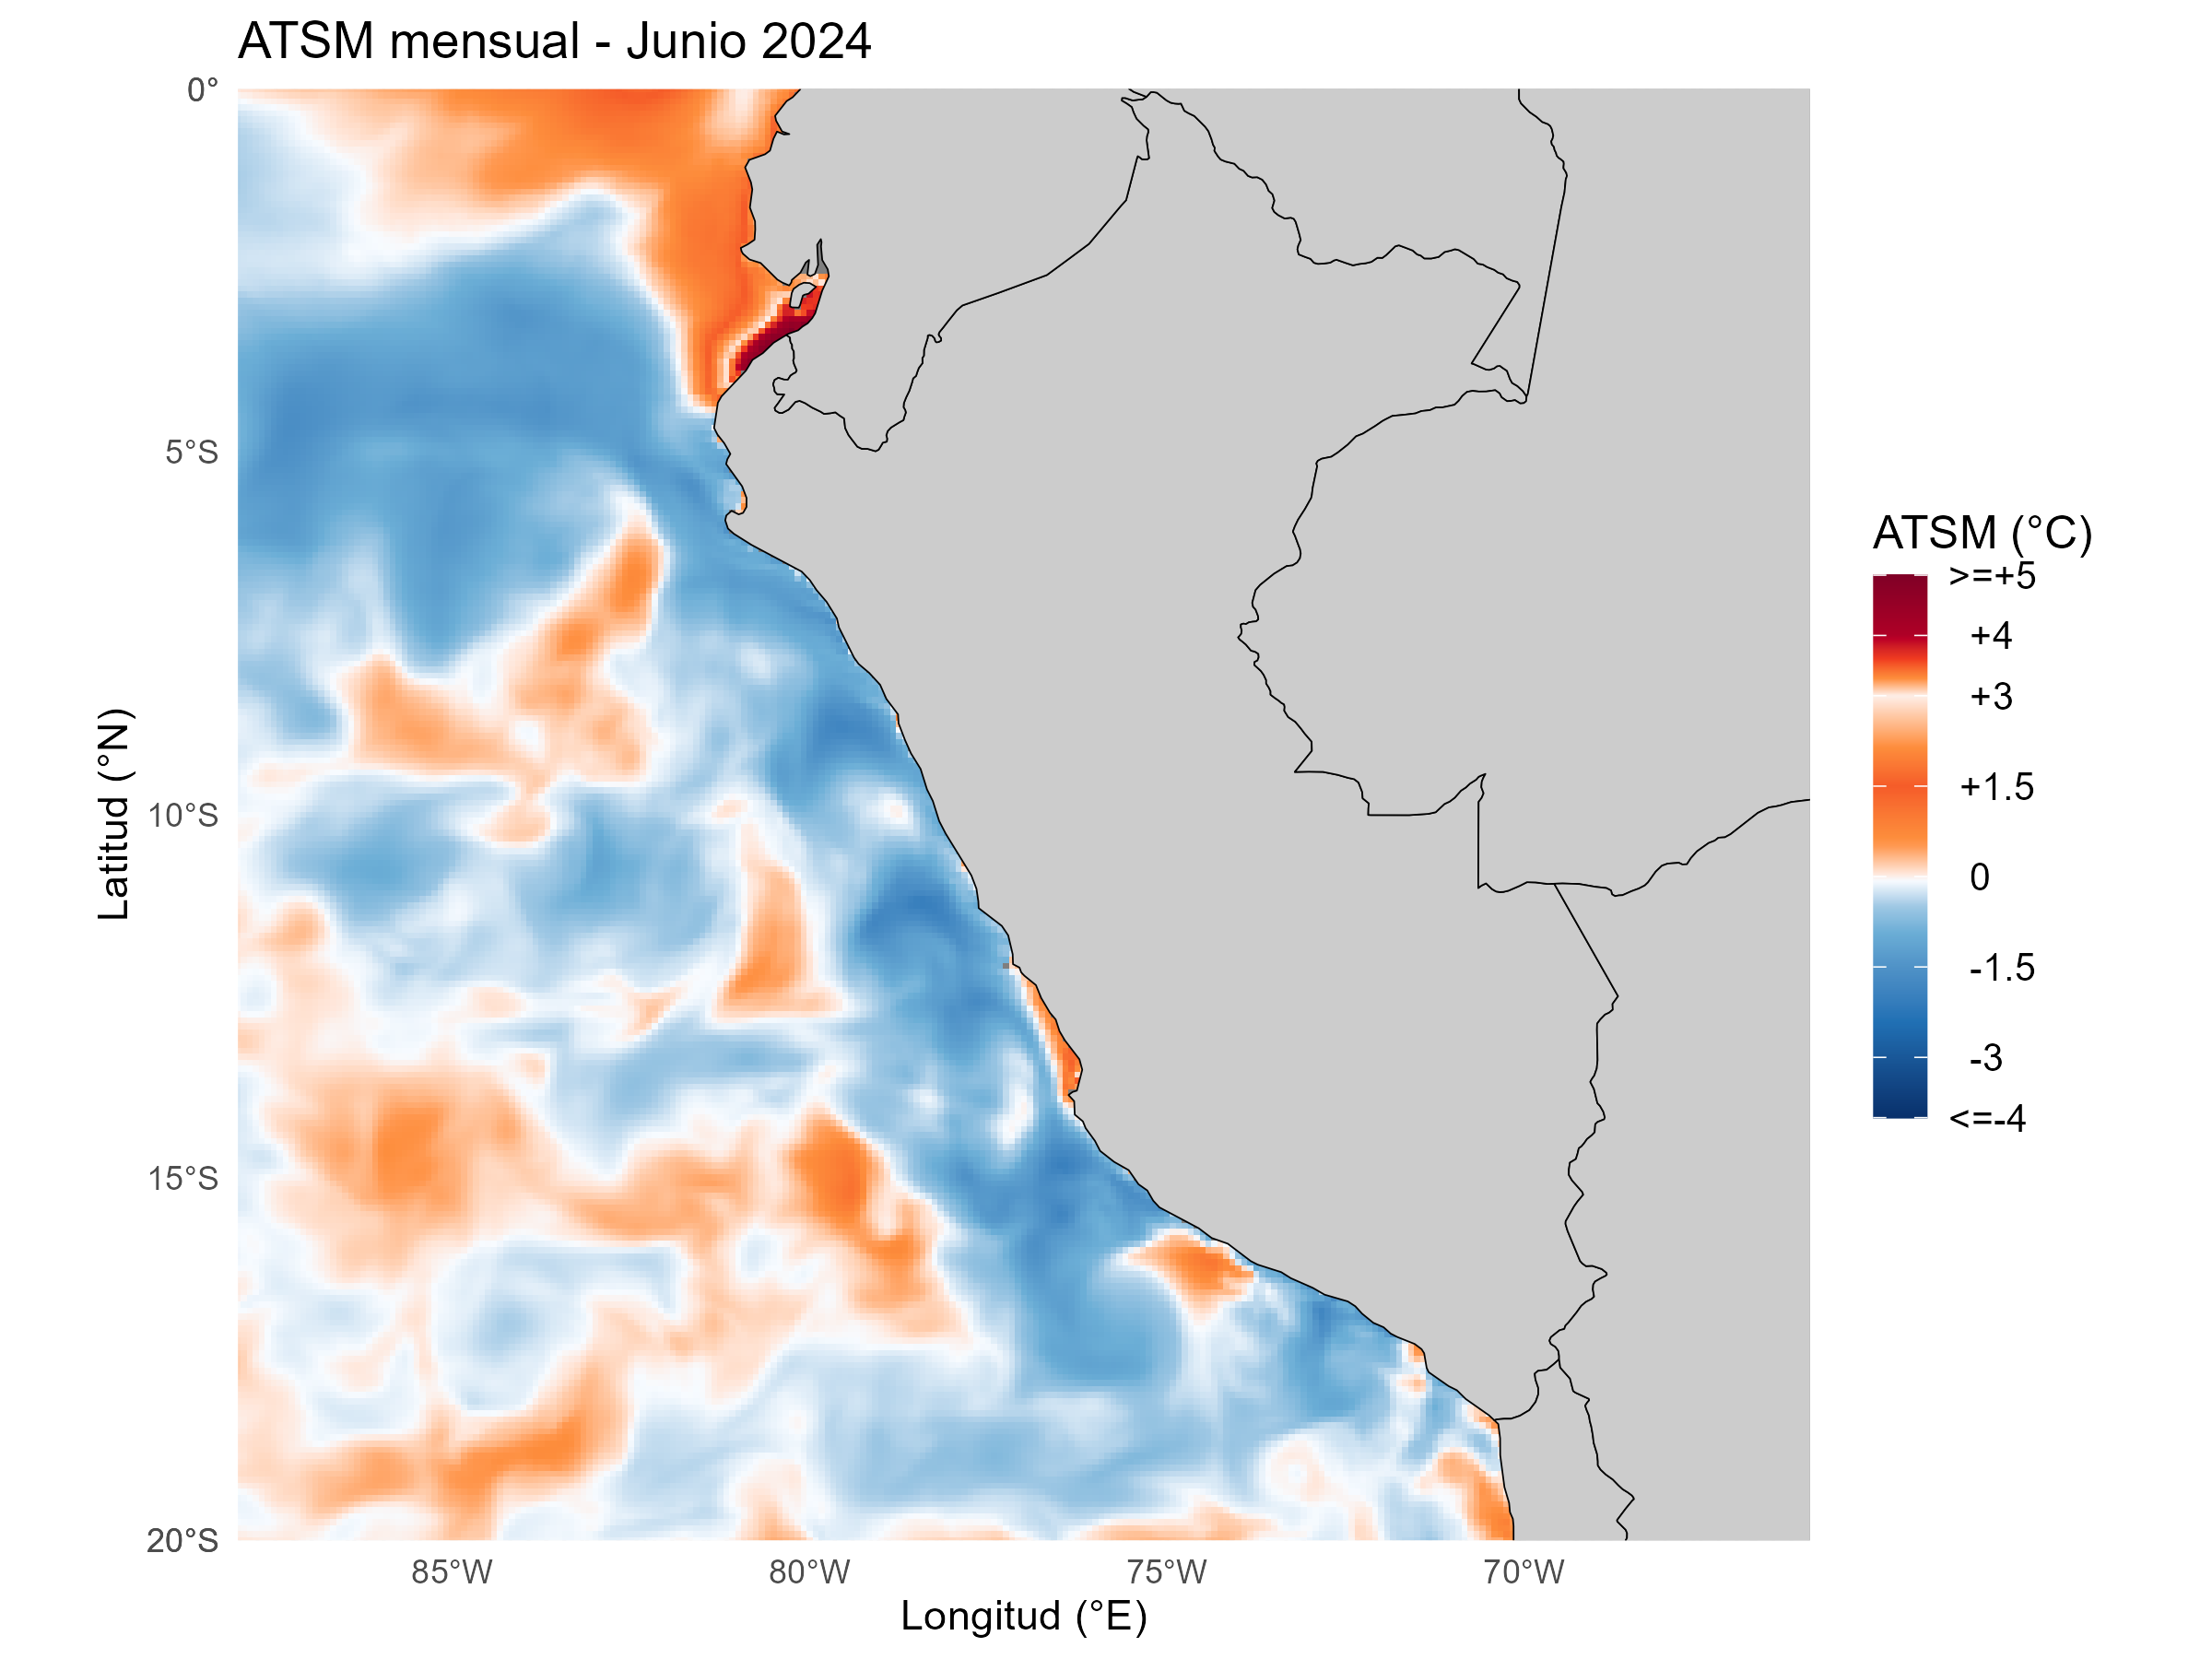 ATSM mensual - Junio 2024
0°
5°S
10°S
15°S
20°S
Latitud (°N)
85°W
80°W
75°W
70°W
Longitud (°E)
ATSM (°C)
>=+5
+4
+3
+1.5
0
-1.5
-3
<=-4